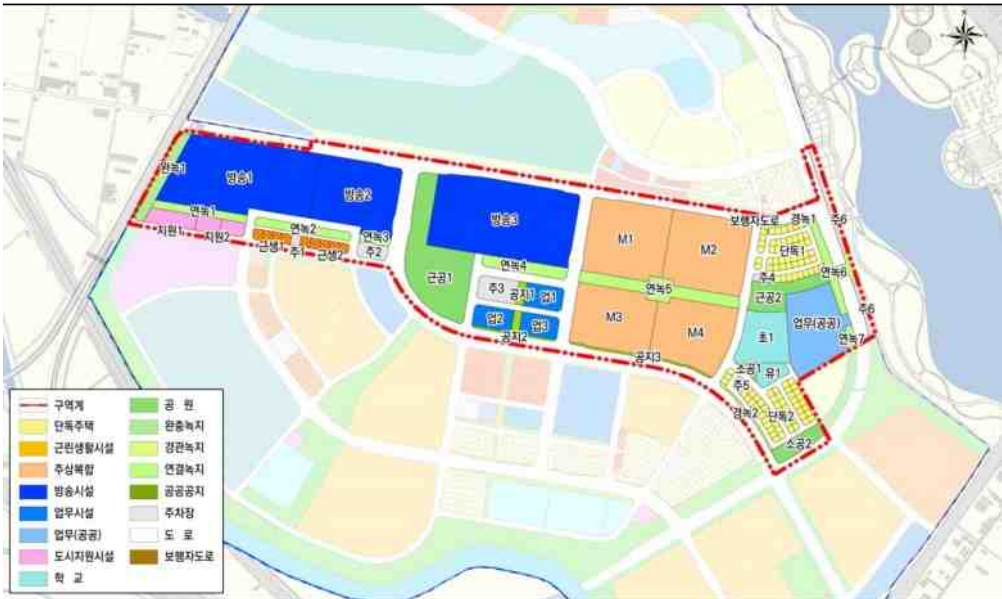 완녹1
방송1
방송2
방송3
연녹1
지원1
지원2
연녹2
근생1
주1
근생2
연녹3
주2
근공1
연녹4
주3
공지1
업1
업2
업3
공지2
M1
M2
연녹5
M3
M4
공지3
보행자도로
경녹1
주6
단독1
주4
연녹6
근공2
초1
업무(공공)
주6
연녹7
소공1
유1
주5
경녹2
단독2
소공2
구역계
단독주택
근린생활시설
주상복합
방송시설
업무시설
업무(공공)
도시지원시설
학 교
공 원
완충녹지
경관녹지
연결녹지
공공공지
주차장
도 로
보행자도로